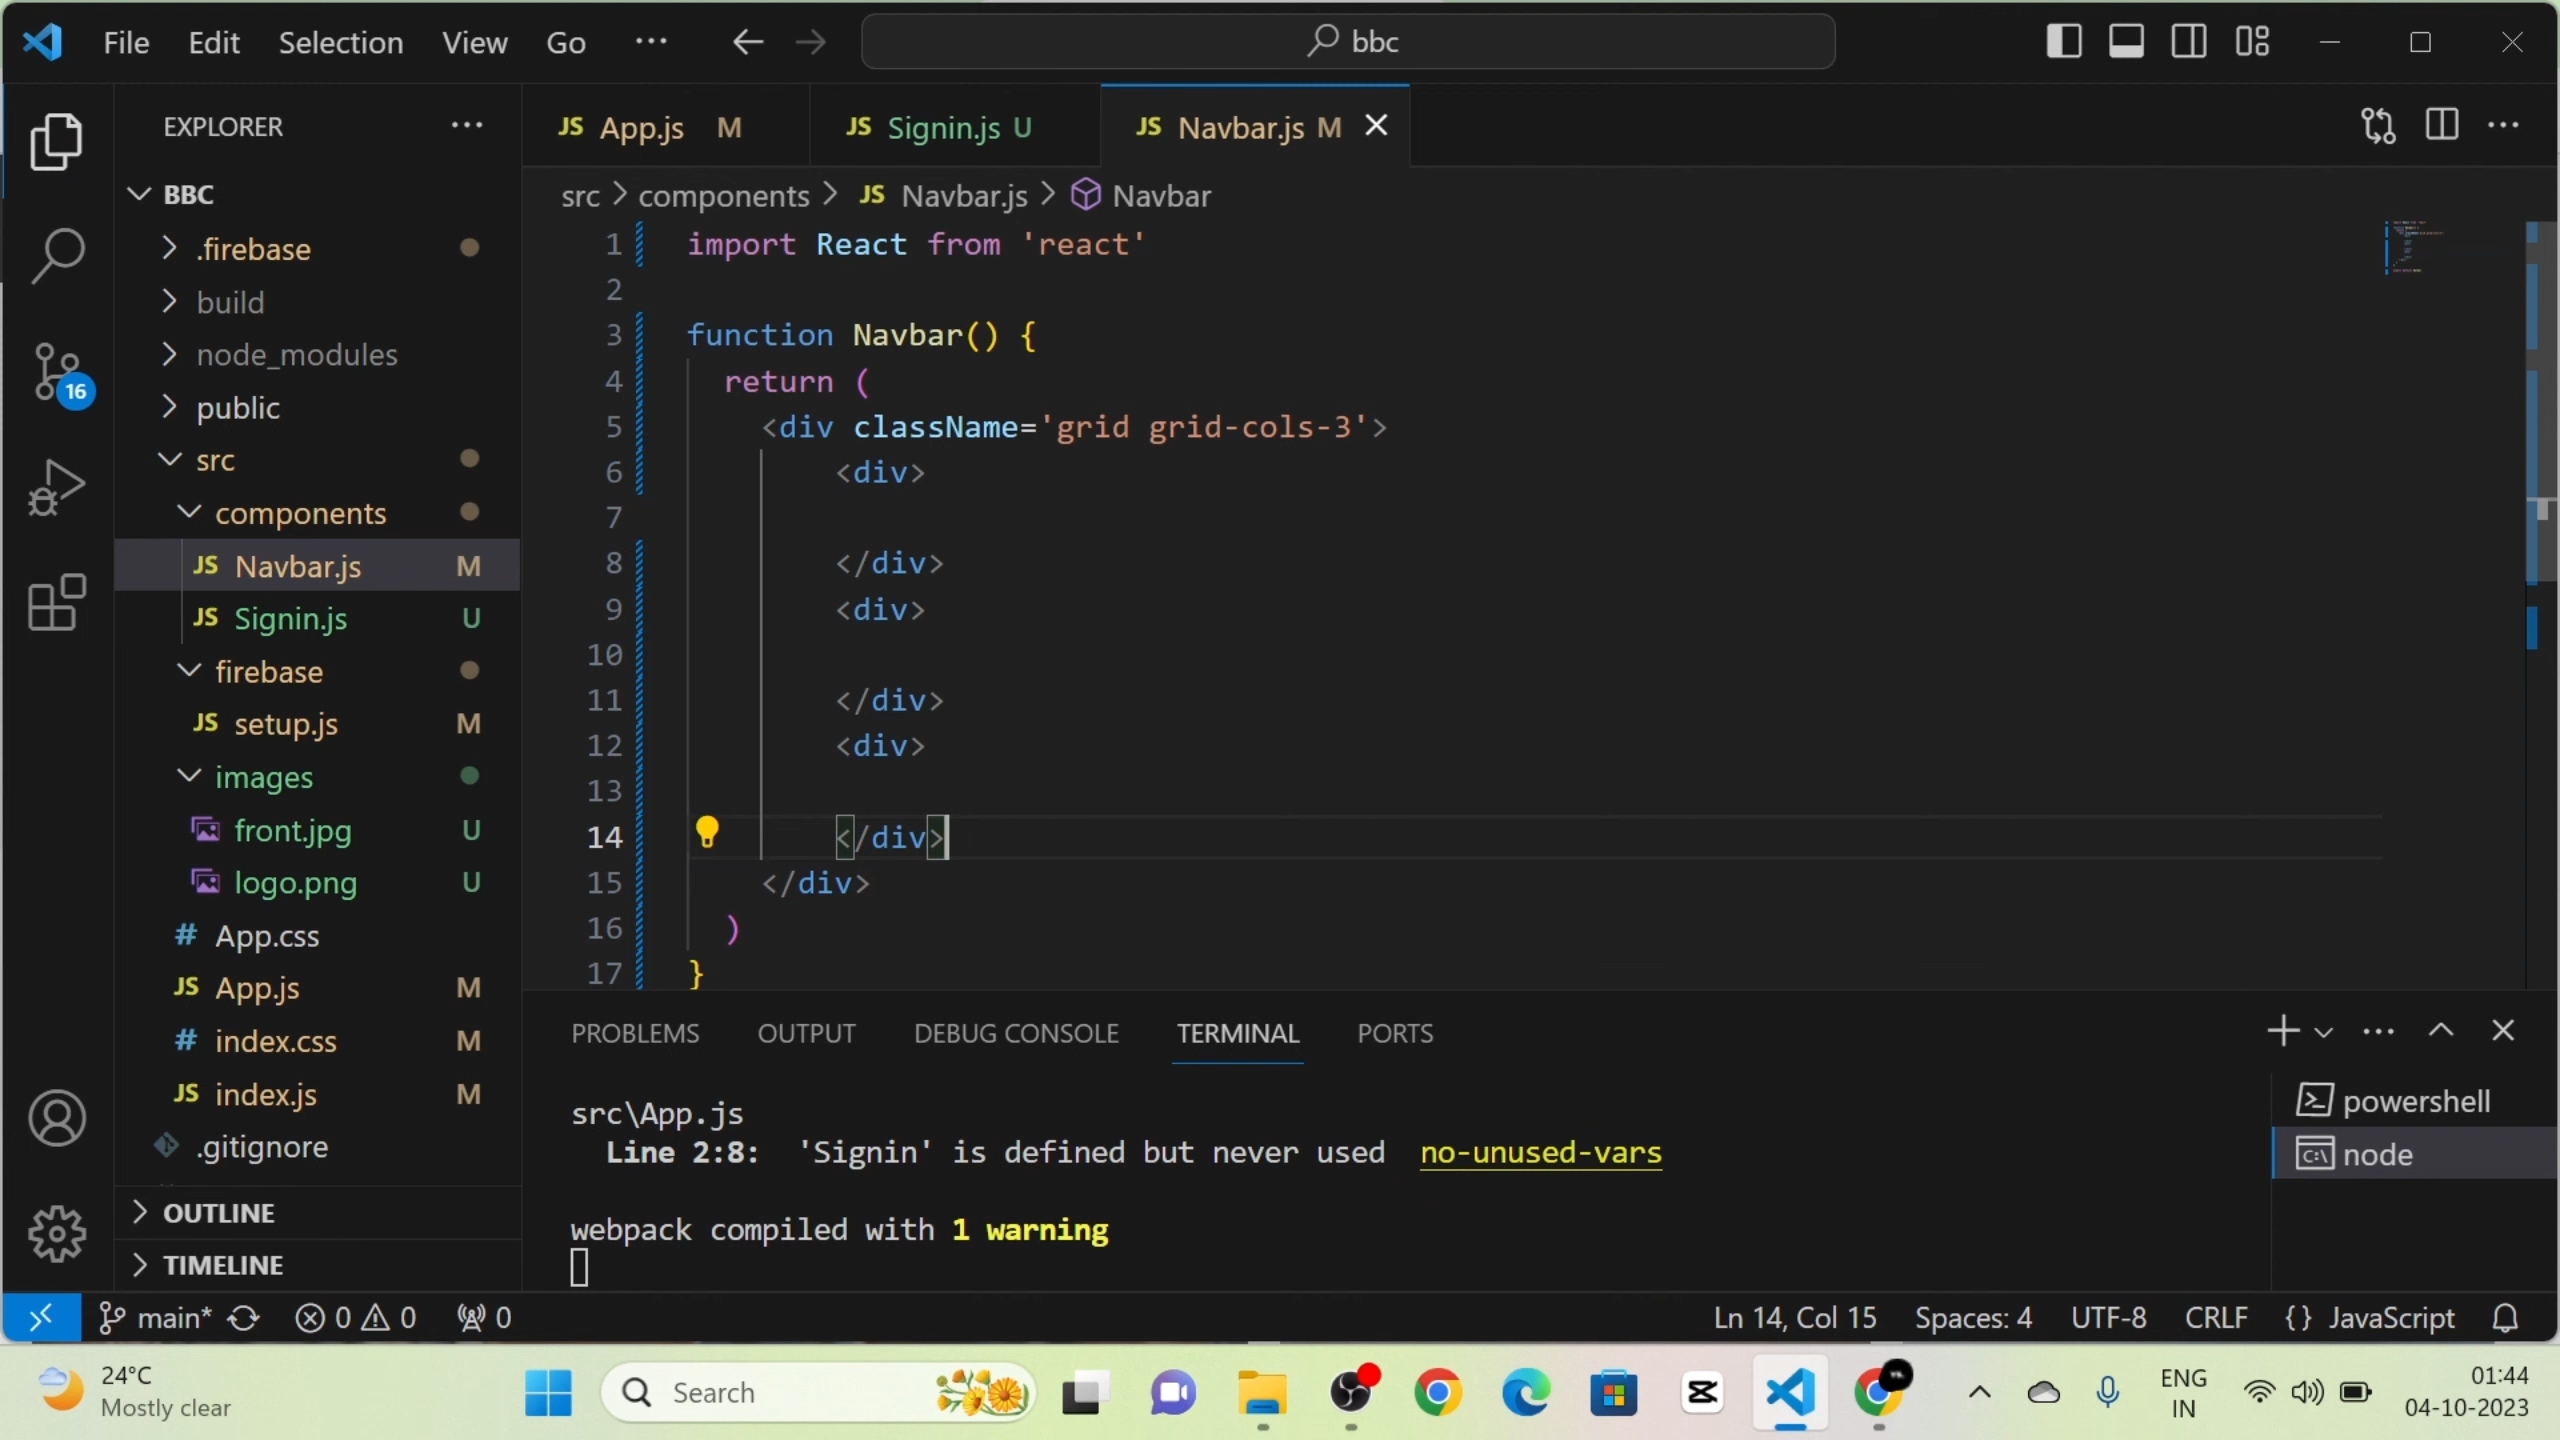 File Edit Selection View Go ··· bbc
EXPLORER ···
BBC
.firebase
build
node_modules
public
src
components
JS Navbar.js M
JS Signin.js U
firebase
JS setup.js M
images
front.jpg U
logo.png U
# App.css
JS App.js M
# index.css M
JS index.js M
.gitignore
OUTLINE
TIMELINE
16
JS App.js M JS Signin.js U JS Navbar.js M
src > components > JS Navbar.js > Navbar
1 import React from 'react'
2
3 function Navbar() {
4 return (
5 <div className='grid grid-cols-3'>
6 <div>
7
8 </div>
9 <div>
10
11 </div>
12 <div>
13
14 </div>
15 </div>
16 )
17 }
PROBLEMS OUTPUT DEBUG CONSOLE TERMINAL PORTS
src\App.js
Line 2:8: 'Signin' is defined but never used no-unused-vars
webpack compiled with 1 warning
powershell
node
main* 0 0 0 Ln 14, Col 15 Spaces: 4 UTF-8 CRLF {} JavaScript
24°C
Mostly clear
Search
ENG
IN
01:44
04-10-2023